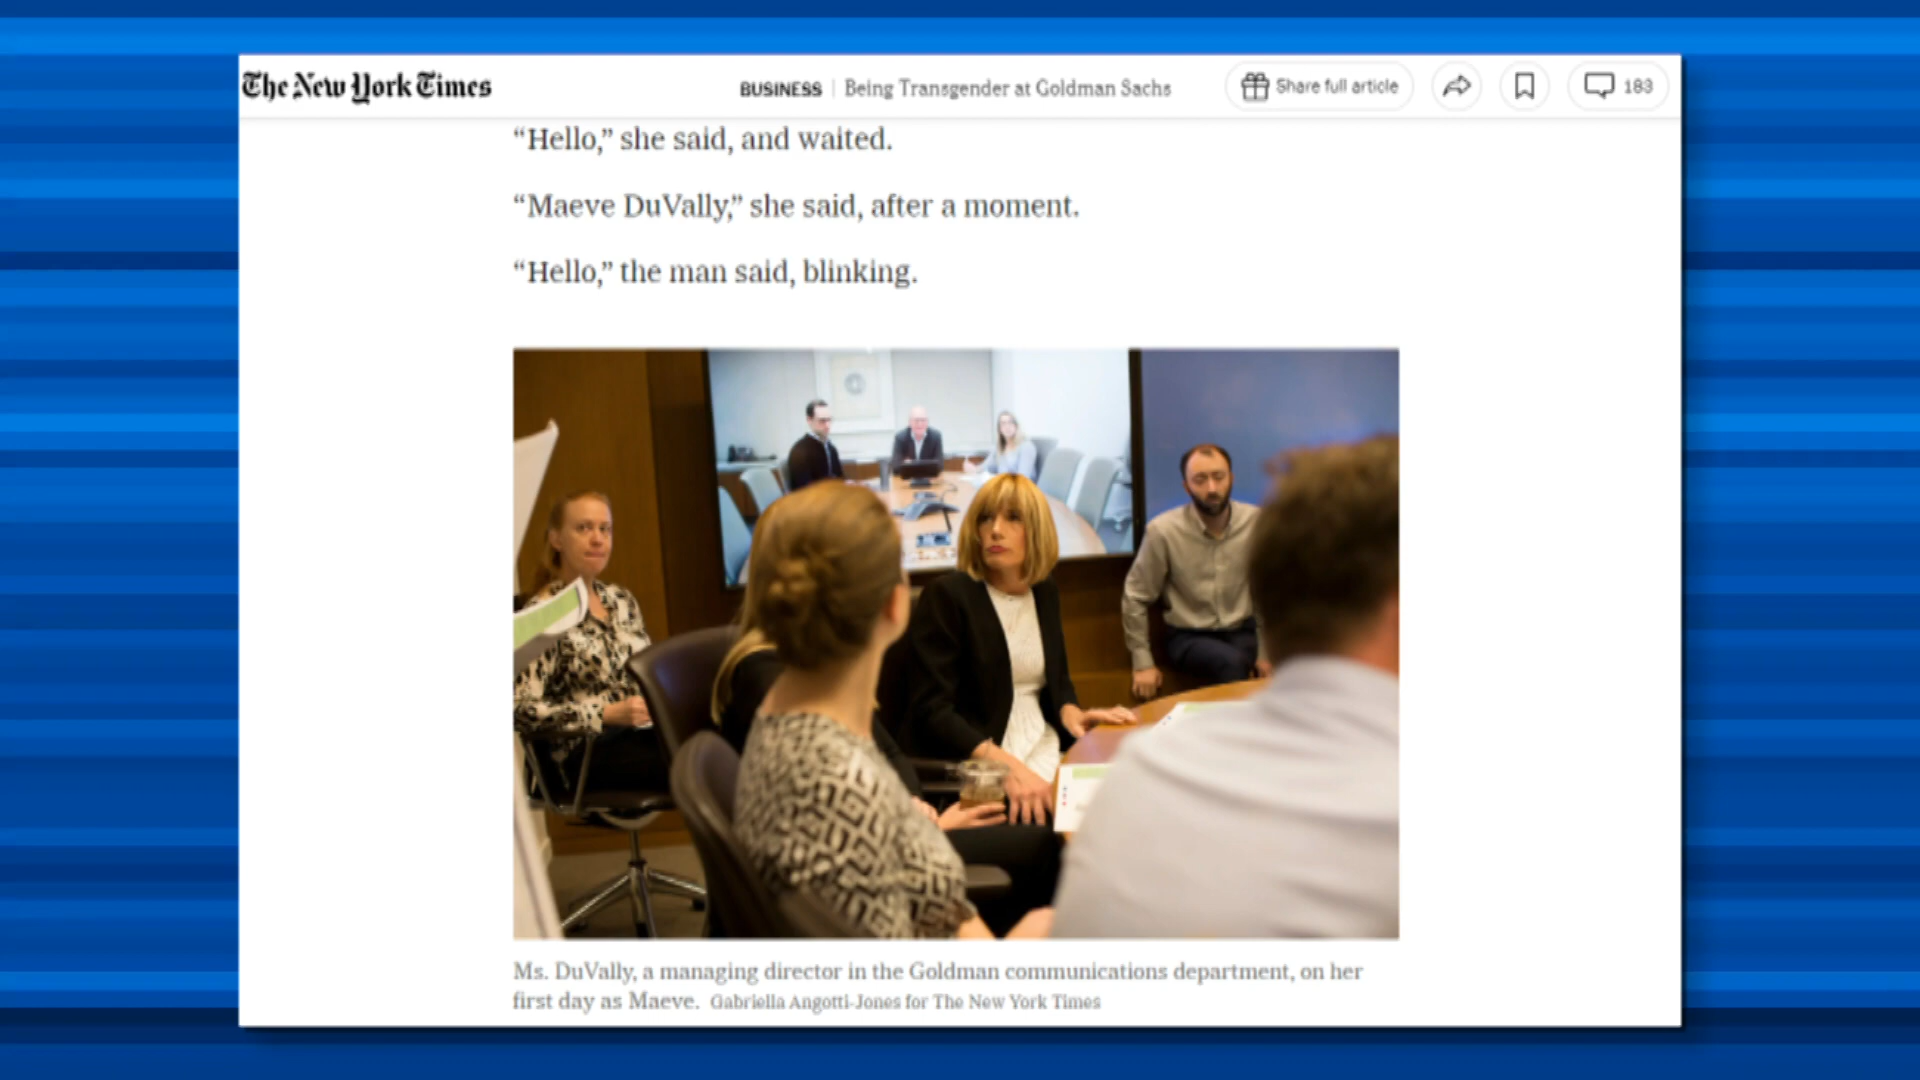 The New York Times
BUSINESS | Being Transgender at Goldman Sachs
Share full article
183
“Hello,” she said, and waited.
“Maeve DuVally,” she said, after a moment.
“Hello,” the man said, blinking.
Ms. DuVally, a managing director in the Goldman communications department, on her
first day as Maeve. Gabriella Angotti-Jones for The New York Times